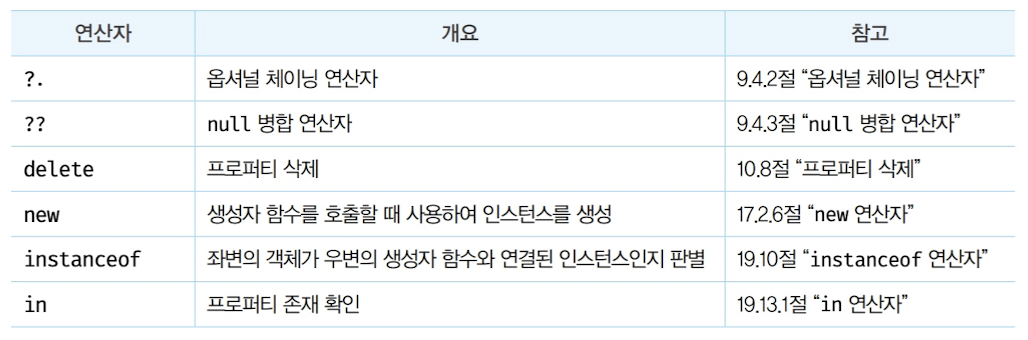 연산자 개요 참고
?. 옵셔널 체이닝 연산자 9.4.2절 “옵셔널 체이닝 연산자”
?? null 병합 연산자 9.4.3절 “null 병합 연산자”
delete 프로퍼티 삭제 10.8절 “프로퍼티 삭제”
new 생성자 함수를 호출할 때 사용하여 인스턴스를 생성 17.2.6절 “new 연산자”
instanceof 좌변의 객체가 우변의 생성자 함수와 연결된 인스턴스인지 판별 19.10절 “instanceof 연산자”
in 프로퍼티 존재 확인 19.13.1절 “in 연산자”